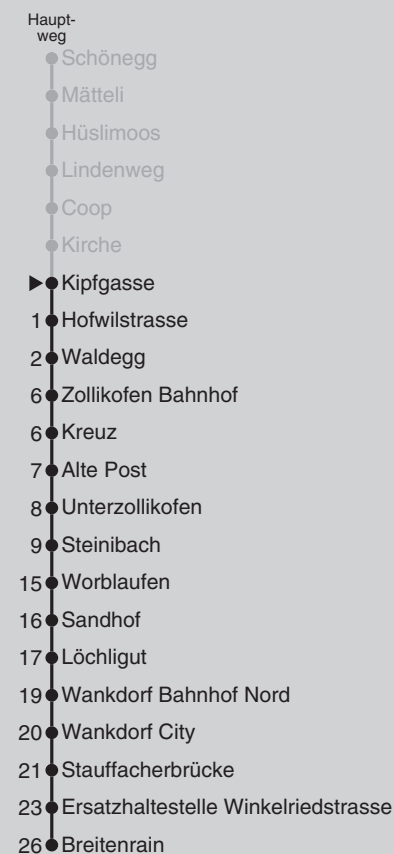 Haupt-
weg
Schönegg
Mätteli
Hüslimoos
Lindenweg
Coop
Kirche
Kipfgasse
1 Hofwilstrasse
2 Waldegg
6 Zollikofen Bahnhof
6 Kreuz
7 Alte Post
8 Unterzollikofen
9 Steinibach
15 Worblaufen
16 Sandhof
17 Löchligut
19 Wankdorf Bahnhof Nord
20 Wankdorf City
21 Stauffacherbrücke
23 Ersatzhaltestelle Winkelriedstrasse
26 Breitenrain